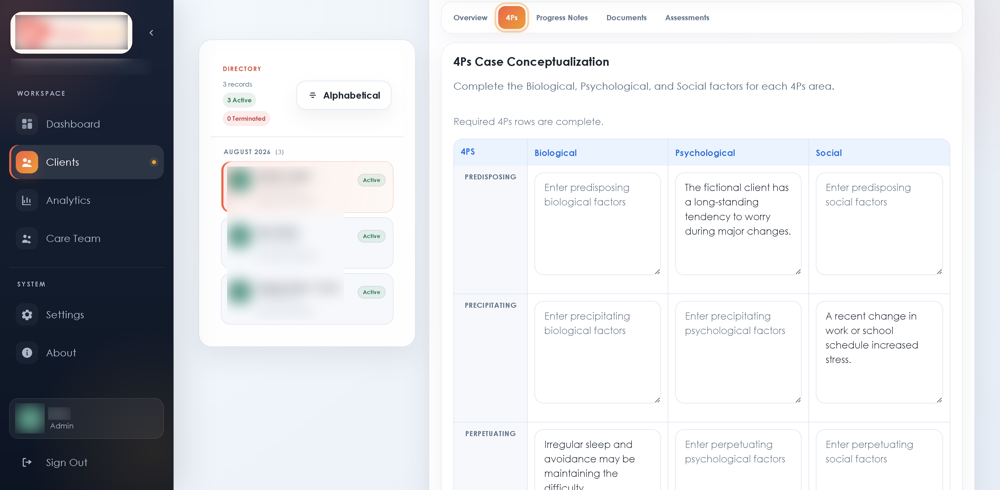 WORKSPACE
Dashboard
Clients
Analytics
Care Team
SYSTEM
Settings
About
Admin
Sign Out
DIRECTORY
3 records
3 Active
0 Terminated
Alphabetical
AUGUST 2026 (3)
Active
Active
Active
Overview
4Ps
Progress Notes
Documents
Assessments
4Ps Case Conceptualization
Complete the Biological, Psychological, and Social factors for each 4Ps area.
Required 4Ps rows are complete.
4PS
Biological
Psychological
Social
PREDISPOSING
Enter predisposing
biological factors
The fictional client has
a long-standing
tendency to worry
during major changes.
Enter predisposing
social factors
PRECIPITATING
Enter precipitating
biological factors
Enter precipitating
psychological factors
A recent change in
work or school
schedule increased
stress.
PERPETUATING
Irregular sleep and
avoidance may be
maintaining the
difficulty
Enter perpetuating
psychological factors
Enter perpetuating
social factors